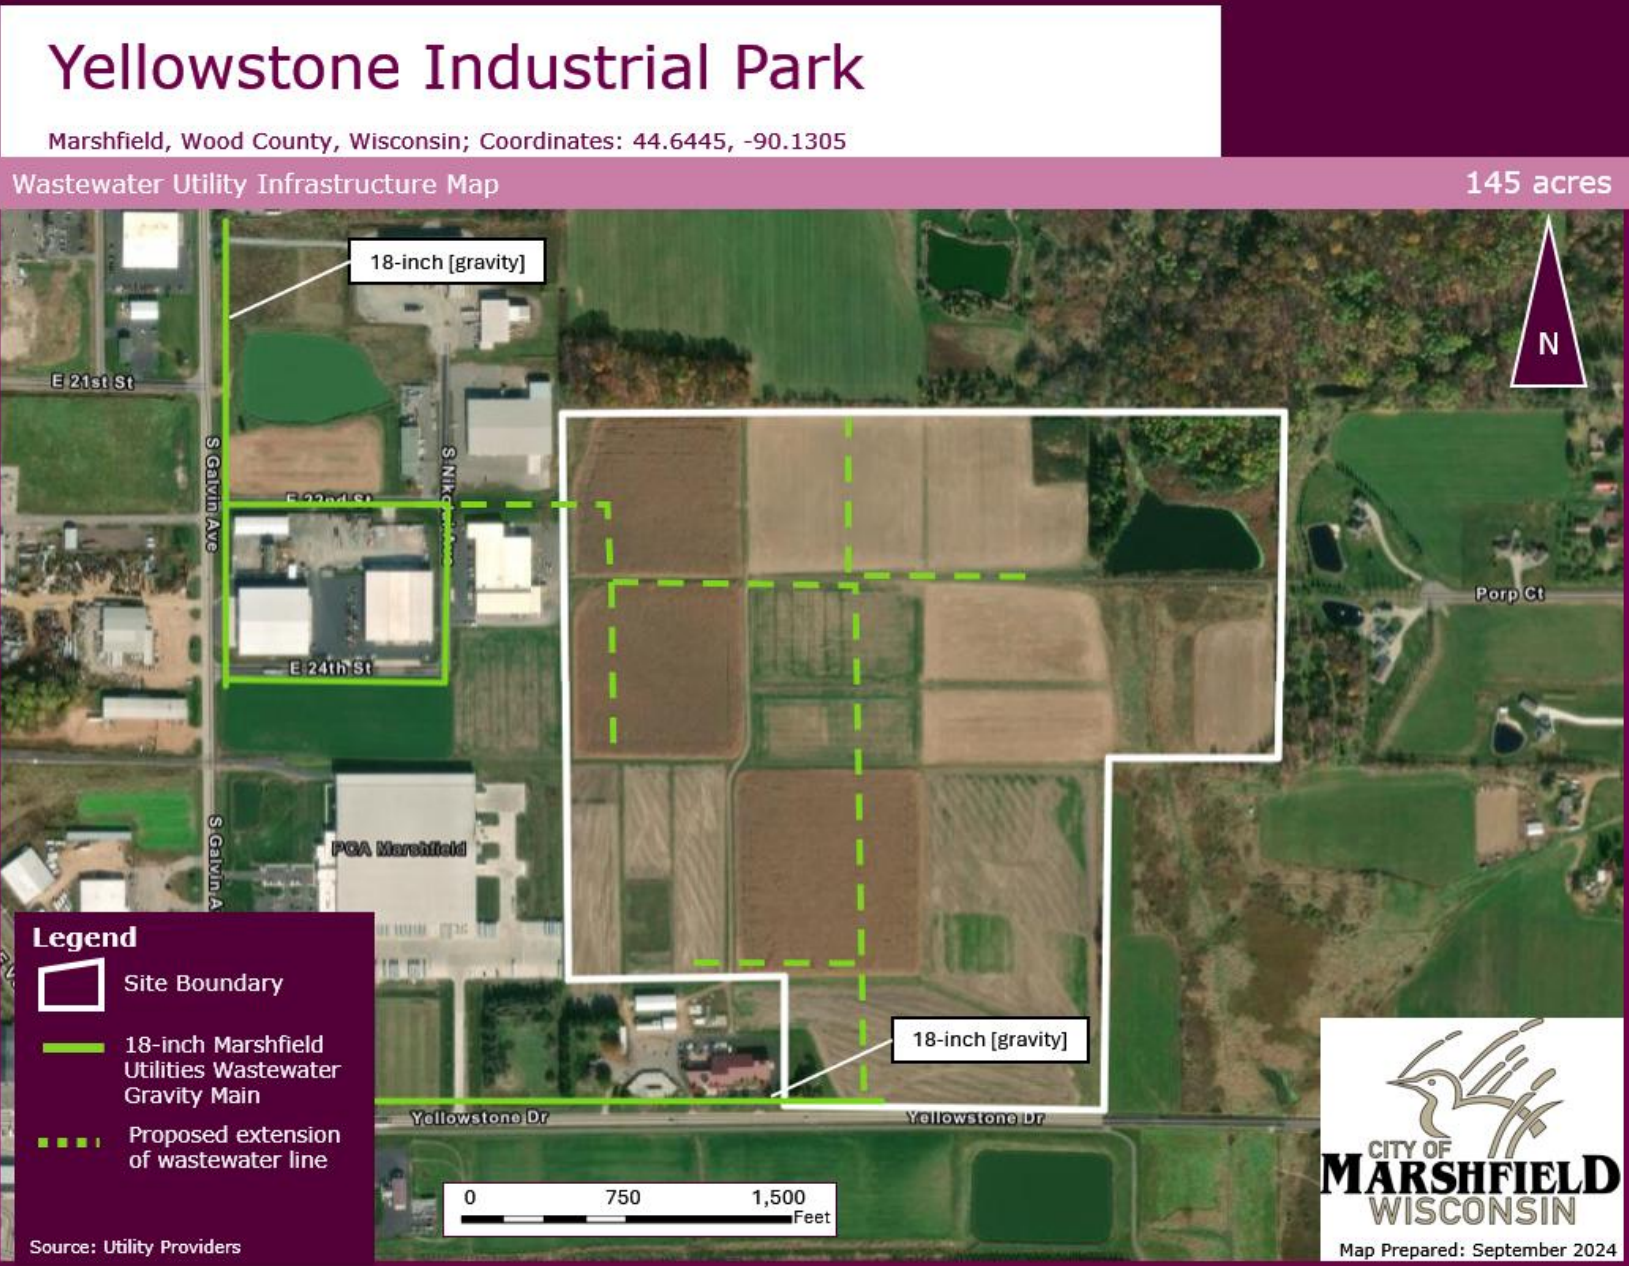 Yellowstone Industrial Park
Marshfield, Wood County, Wisconsin; Coordinates: 44.6445, -90.1305
Wastewater Utility Infrastructure Map
145 acres
18-inch [gravity]
N
E 21st St
S Galvin Ave
E 22nd St
E 24th St
Porp Ct
PCA Marshfield
S Galvin A
Legend
Site Boundary
18-inch Marshfield
Utilities Wastewater
Gravity Main
Proposed extension
of wastewater line
Source: Utility Providers
18-inch [gravity]
Yellowstone Dr
Yellowstone Dr
0 750 1,500
Feet
CITY OF
MARSHFIELD
WISCONSIN
Map Prepared: September 2024